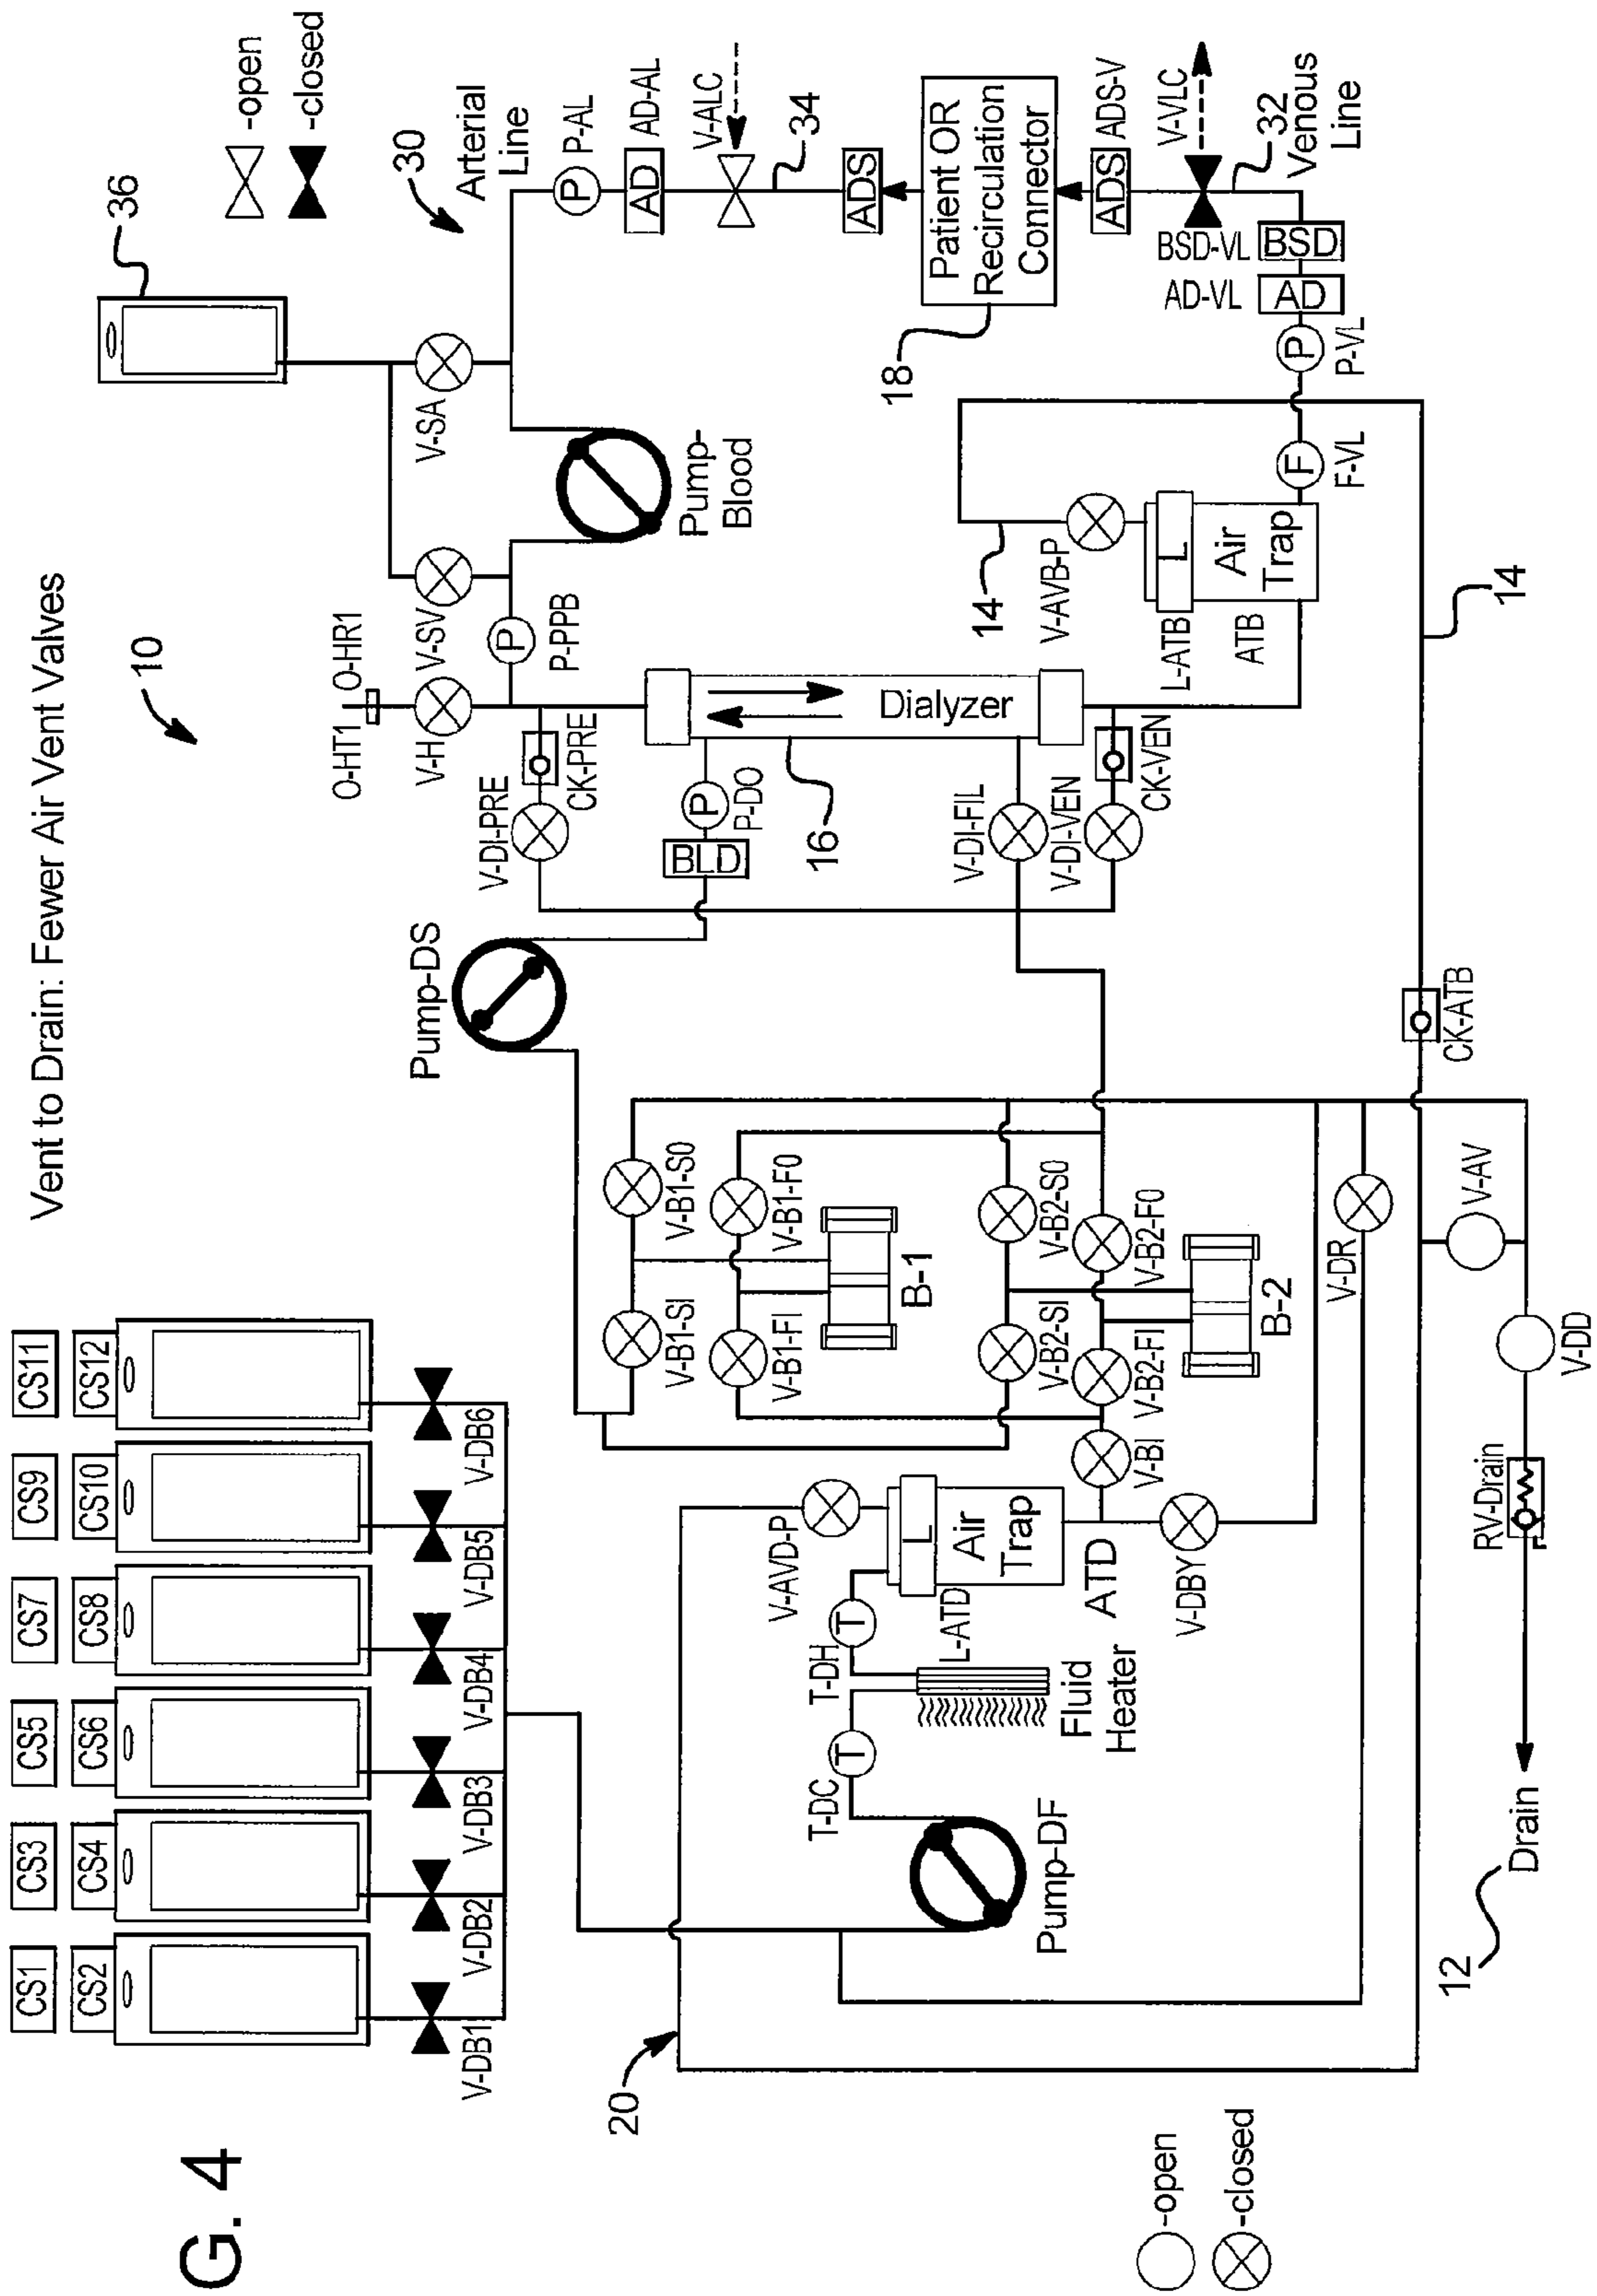 G. 4
Vent to Drain: Fewer Air Vent Valves
10
36
-open
-closed
CS1
CS3
CS5
CS7
CS9
CS11
CS2
CS4
CS6
CS8
CS10
CS12
V-DB1
V-DB2
V-DB3
V-DB4
V-DB5
V-DB6
20
Pump-DF
T-DC
T
T-DH
T
Fluid
Heater
V-AVD-P
L
Air
Trap
L-ATD
ATD
V-DBY
V-BI
Pump-DS
V-B1-SI
V-B1-S0
V-B1-FI
V-B1-F0
B-1
V-B2-SI
V-B2-S0
V-B2-FI
V-B2-F0
B-2
V-DR
V-AV
V-DD
RV-Drain
Drain
12
CK-ATB
14
O-HT1
O-HR1
V-H
V-SV
V-SA
P
P-PPB
Pump-
Blood
V-DI-PRE
CK-PRE
BLD
P
P-DO
Dialyzer
16
V-DI-FIL
V-DI-VEN
CK-VEN
14
V-AVB-P
L
Air
Trap
L-ATB
ATB
F
F-VL
P
P-VL
AD-VL
AD
BSD-VL
BSD
30
Arterial
Line
P
P-AL
AD
AD-AL
V-ALC
34
ADS
Patient OR
Recirculation
Connector
18
ADS
ADS-V
V-VLC
32
Venous
Line
-open
-closed